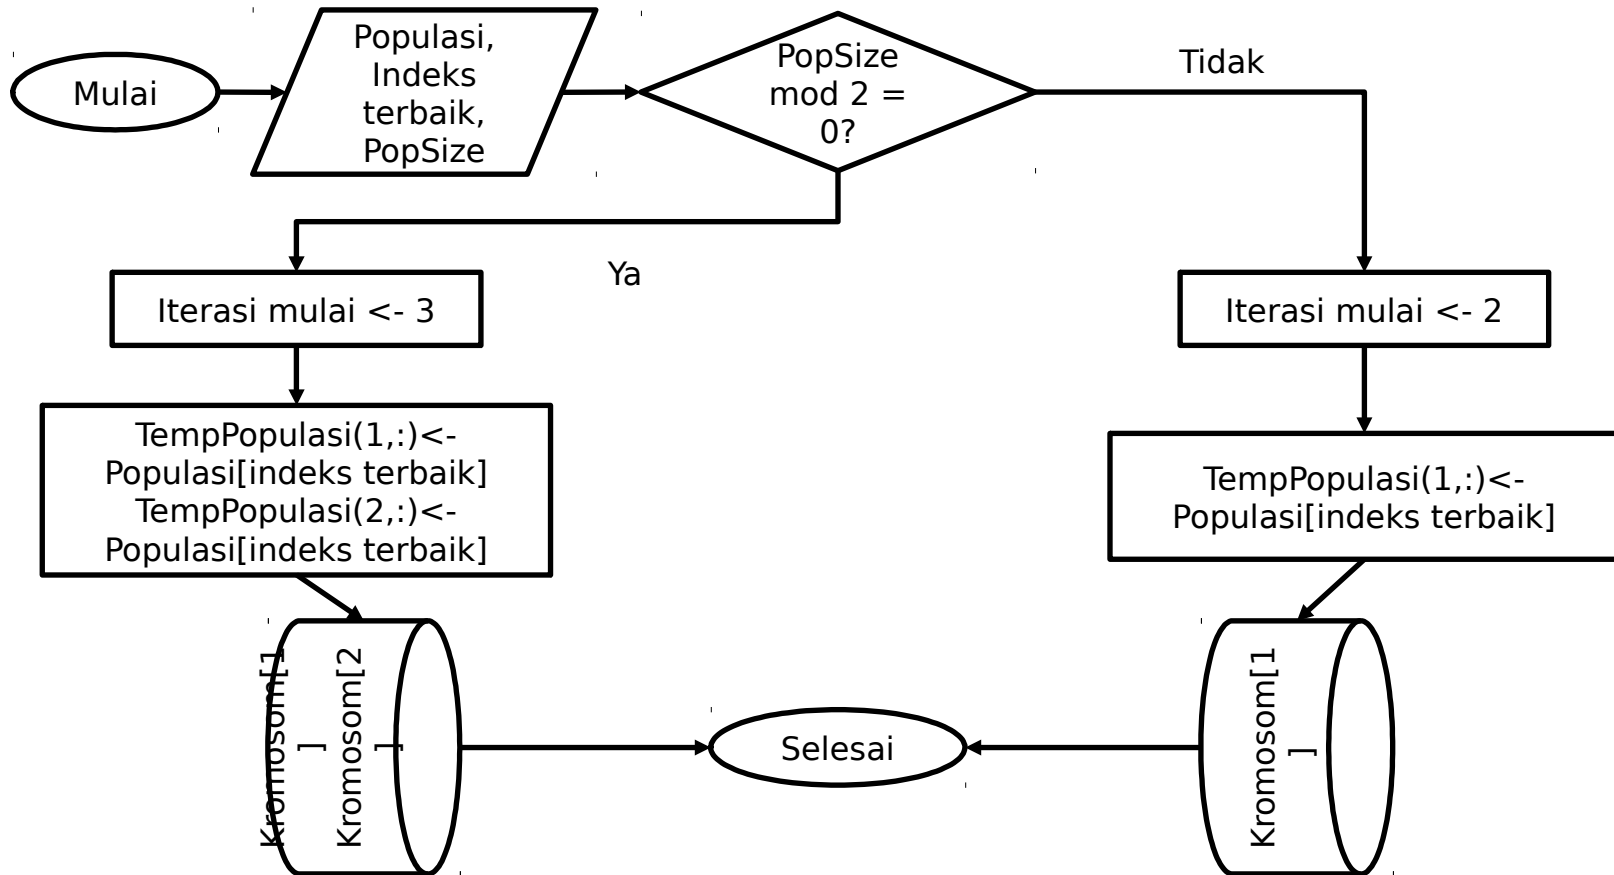 Mulai
Populasi,
Indeks
terbaik,
PopSize
PopSize
mod 2 =
0?
Tidak
Ya
Iterasi mulai <- 3
Iterasi mulai <- 2
TempPopulasi(1,:)<-
Populasi[indeks terbaik]
TempPopulasi(2,:)<-
Populasi[indeks terbaik]
TempPopulasi(1,:)<-
Populasi[indeks terbaik]
Kromosom[1
]
Kromosom[2
]
Selesai
Kromosom[1
]